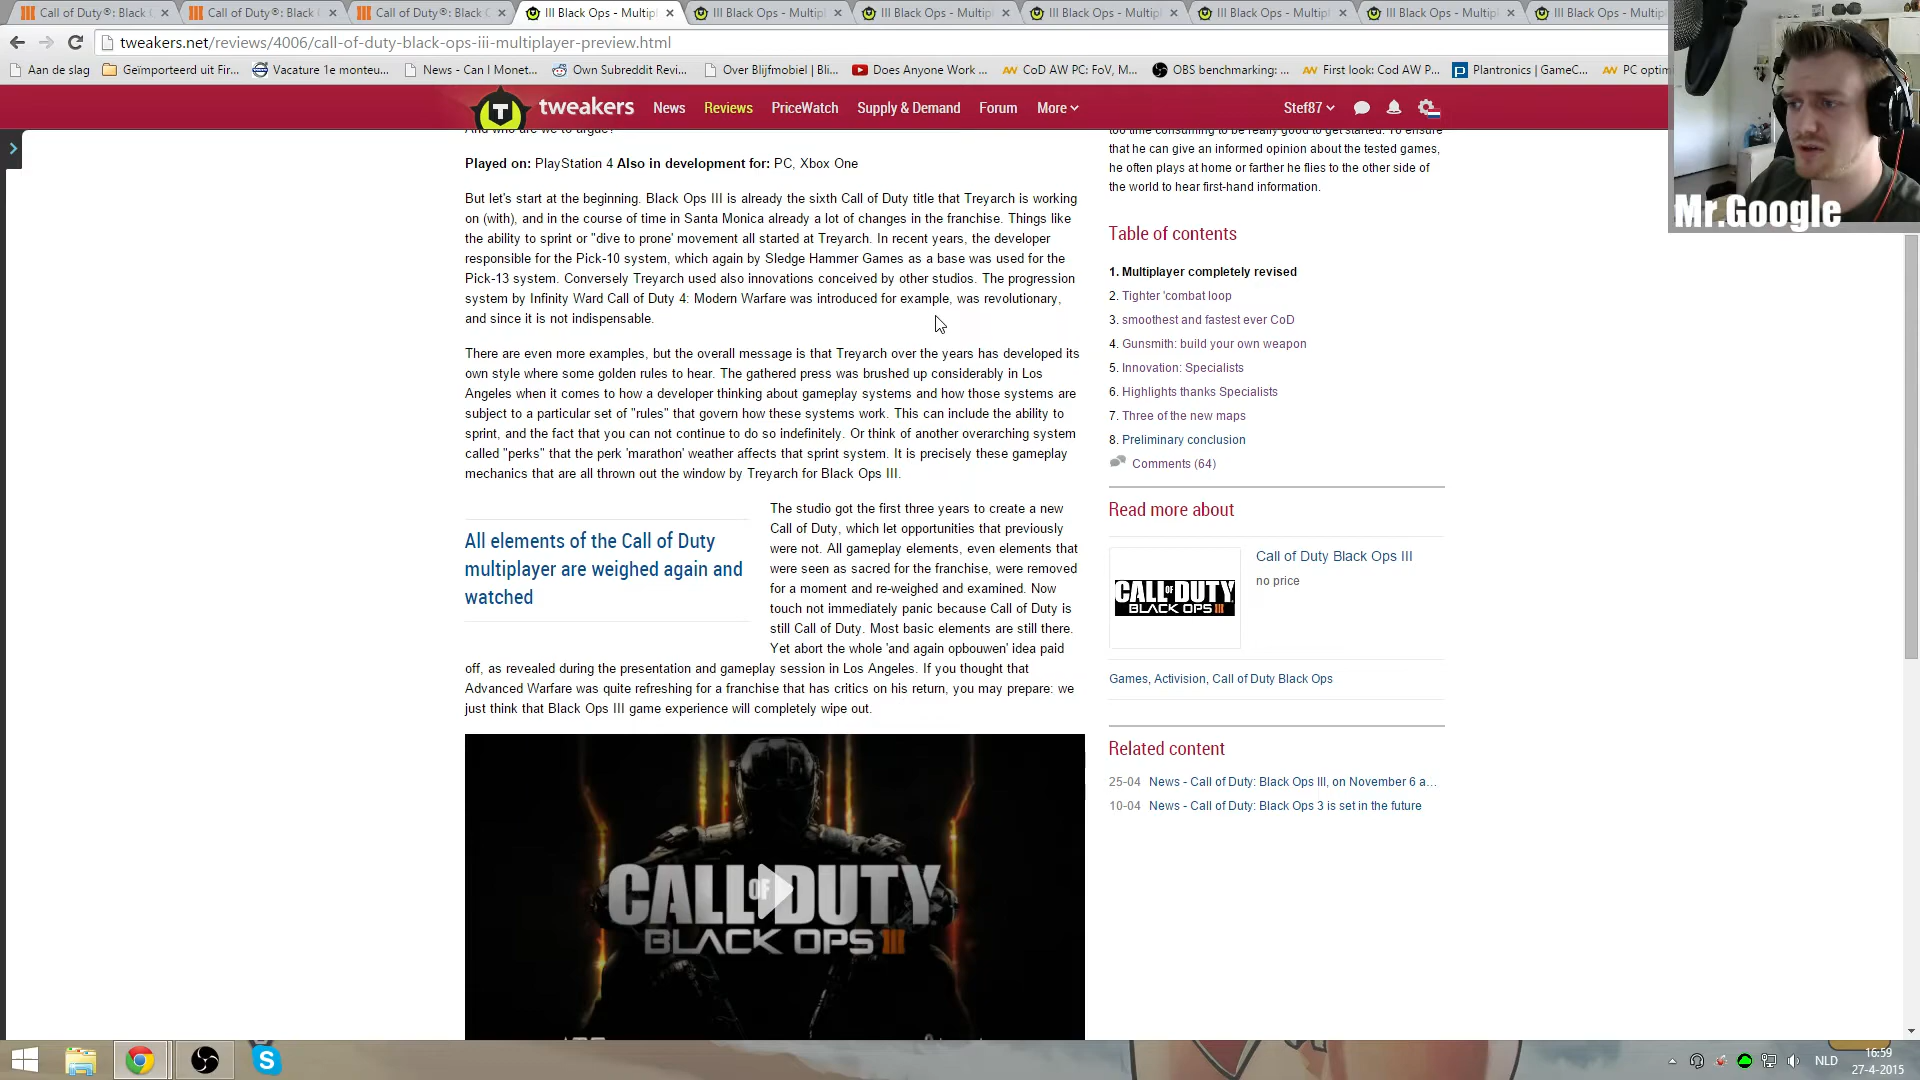 Call of Duty®: Black
Call of Duty®: Black
Call of Duty®: Black C
III Black Ops - Multipl
III Black Ops - Multipl
III Black Ops - Multipl
III Black Ops - Multipl
III Black Ops - Multipl
III Black Ops - Multipl
III Black Ops - Multipl
tweakers.net/reviews/4006/call-of-duty-black-ops-iii-multiplayer-preview.html
Aan de slag
Geïmporteerd uit Fir...
Vacature 1e monteu...
News - Can I Monet...
Own Subreddit Revi...
Over Blijfmobiel | Bli...
Does Anyone Work ...
CoD AW PC: FoV, M...
OBS benchmarking: ...
First look: Cod AW P...
Plantronics | GameC...
PC optim
tweakers
News
Reviews
PriceWatch
Supply & Demand
Forum
More
Stef87
Mr.Google
And who are we to argue?
Played on: PlayStation 4 Also in development for: PC, Xbox One
But let's start at the beginning. Black Ops III is already the sixth Call of Duty title that Treyarch is working
on (with), and in the course of time in Santa Monica already a lot of changes in the franchise. Things like
the ability to sprint or "dive to prone' movement all started at Treyarch. In recent years, the developer
responsible for the Pick-10 system, which again by Sledge Hammer Games as a base was used for the
Pick-13 system. Conversely Treyarch used also innovations conceived by other studios. The progression
system by Infinity Ward Call of Duty 4: Modern Warfare was introduced for example, was revolutionary,
and since it is not indispensable.
There are even more examples, but the overall message is that Treyarch over the years has developed its
own style where some golden rules to hear. The gathered press was brushed up considerably in Los
Angeles when it comes to how a developer thinking about gameplay systems and how those systems are
subject to a particular set of "rules" that govern how these systems work. This can include the ability to
sprint, and the fact that you can not continue to do so indefinitely. Or think of another overarching system
called "perks" that the perk 'marathon' weather affects that sprint system. It is precisely these gameplay
mechanics that are all thrown out the window by Treyarch for Black Ops III.
All elements of the Call of Duty
multiplayer are weighed again and
watched
The studio got the first three years to create a new
Call of Duty, which let opportunities that previously
were not. All gameplay elements, even elements that
were seen as sacred for the franchise, were removed
for a moment and re-weighed and examined. Now
touch not immediately panic because Call of Duty is
still Call of Duty. Most basic elements are still there.
Yet abort the whole 'and again opbouwen' idea paid
off, as revealed during the presentation and gameplay session in Los Angeles. If you thought that
Advanced Warfare was quite refreshing for a franchise that has critics on his return, you may prepare: we
just think that Black Ops III game experience will completely wipe out.
CALL OF DUTY
BLACK OPS III
too time consuming to be really good to get started. To ensure
that he can give an informed opinion about the tested games,
he often plays at home or farther he flies to the other side of
the world to hear first-hand information.
Table of contents
1. Multiplayer completely revised
2. Tighter 'combat loop
3. smoothest and fastest ever CoD
4. Gunsmith: build your own weapon
5. Innovation: Specialists
6. Highlights thanks Specialists
7. Three of the new maps
8. Preliminary conclusion
Comments (64)
Read more about
CALL OF DUTY
BLACK OPS III
Call of Duty Black Ops III
no price
Games, Activision, Call of Duty Black Ops
Related content
25-04 News - Call of Duty: Black Ops III, on November 6 a...
10-04 News - Call of Duty: Black Ops 3 is set in the future
NLD
16:59
27-4-2015